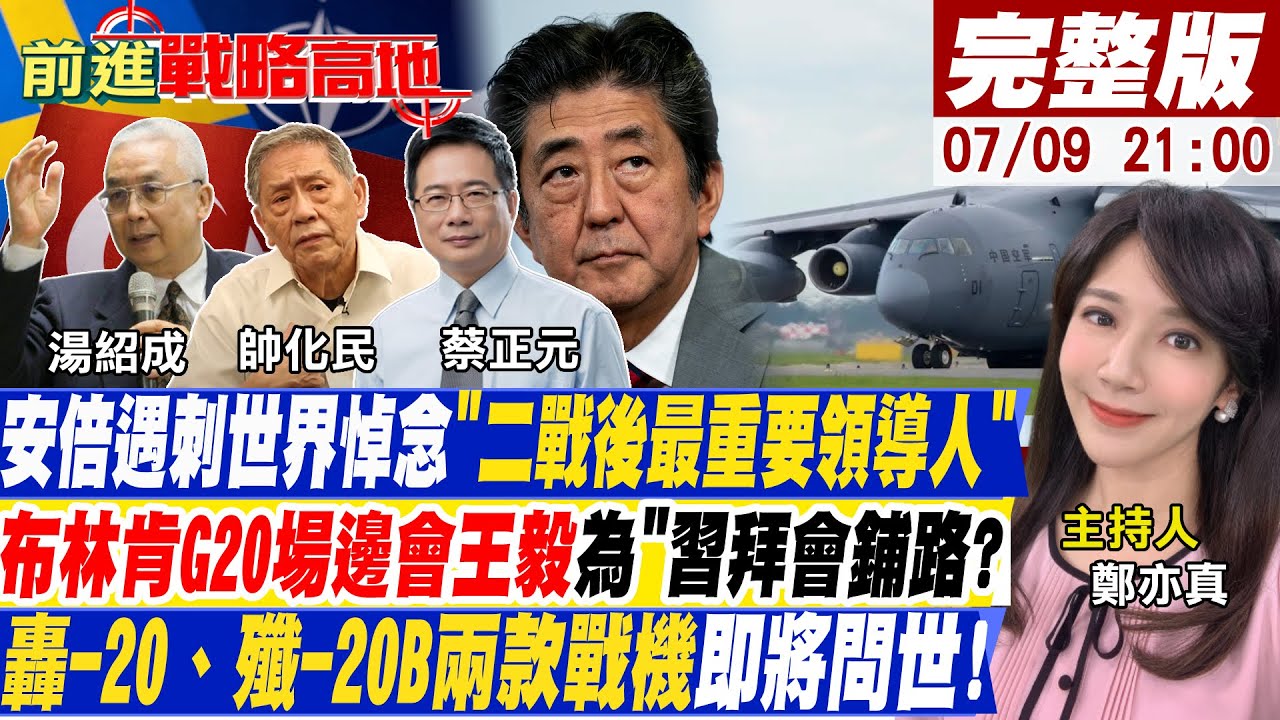 前進戰略高地
完整版
07/09 21:00
中国空军
01
湯紹成
帥化民
蔡正元
安倍遇刺世界悼念"二戰後最重要領導人"
布林肯G20場邊會王毅為"習拜會鋪路?
轟-20、殲-20B兩款戰機即將問世!
主持人
鄭亦真